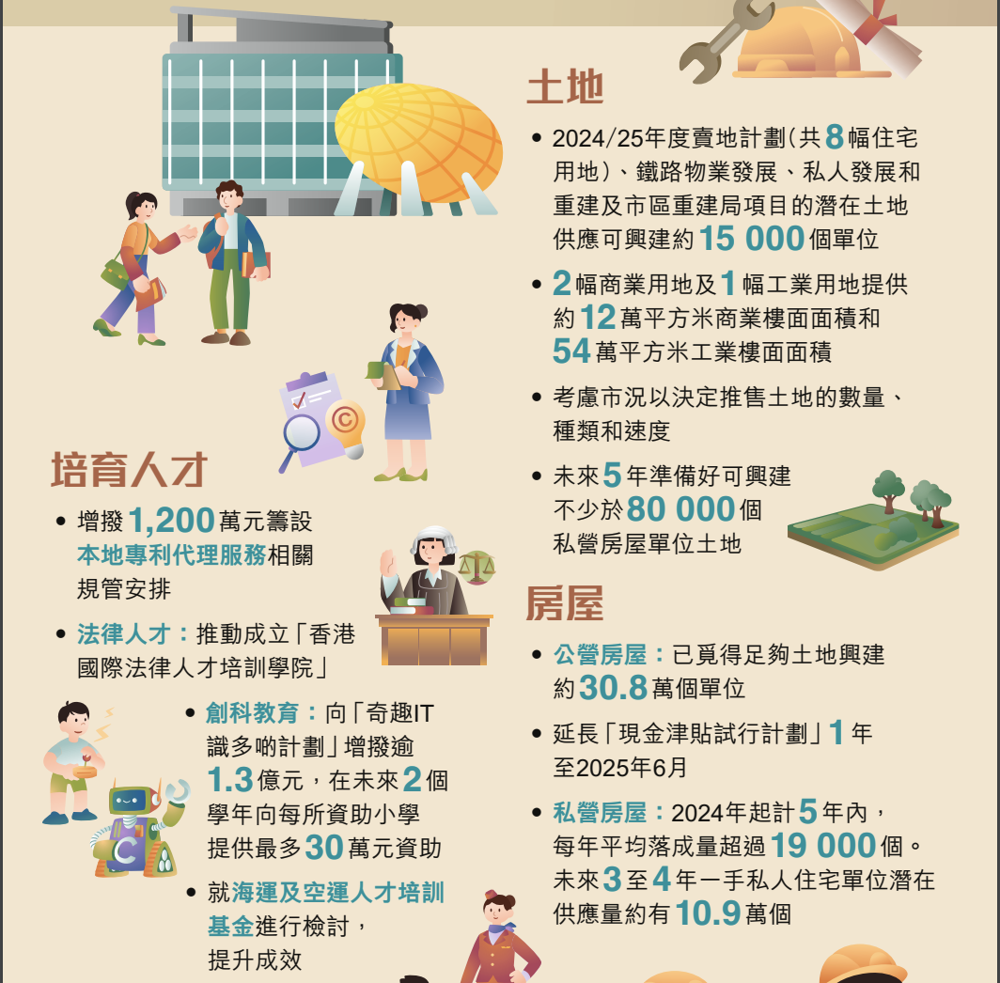 土地
• 2024/25年度賣地計劃(共8幅住宅
用地)、鐵路物業發展、私人發展和
重建及市區重建局項目的潛在土地
供應可興建約15 000個單位
• 2幅商業用地及1幅工業用地提供
約12萬平方米商業樓面面積和
54萬平方米工業樓面面積
• 考慮市況以決定推售土地的數量、
種類和速度
• 未來5年準備好可興建
不少於80 000個
私營房屋單位土地
房屋
• 公營房屋：已覓得足夠土地興建
約30.8萬個單位
• 延長「現金津貼試行計劃」1年
至2025年6月
• 私營房屋：2024年起計5年內，
每年平均落成量超過19 000個。
未來3至4年一手私人住宅單位潛在
供應量約有10.9萬個
培育人才
• 增撥1,200萬元籌設
本地專利代理服務相關
規管安排
• 法律人才：推動成立「香港
國際法律人才培訓學院」
• 創科教育：向「奇趣IT
識多啲計劃」增撥逾
1.3億元，在未來2個
學年向每所資助小學
提供最多30萬元資助
• 就海運及空運人才培訓
基金進行檢討，
提升成效
C
C